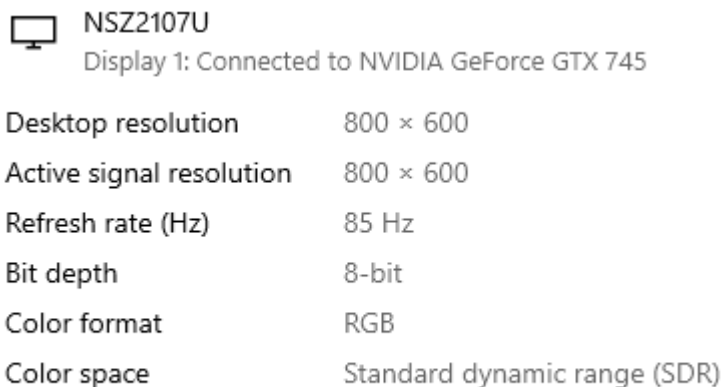 NSZ2107U
Display 1: Connected to NVIDIA GeForce GTX 745
Desktop resolution 800 × 600
Active signal resolution 800 × 600
Refresh rate (Hz) 85 Hz
Bit depth 8-bit
Color format RGB
Color space Standard dynamic range (SDR)